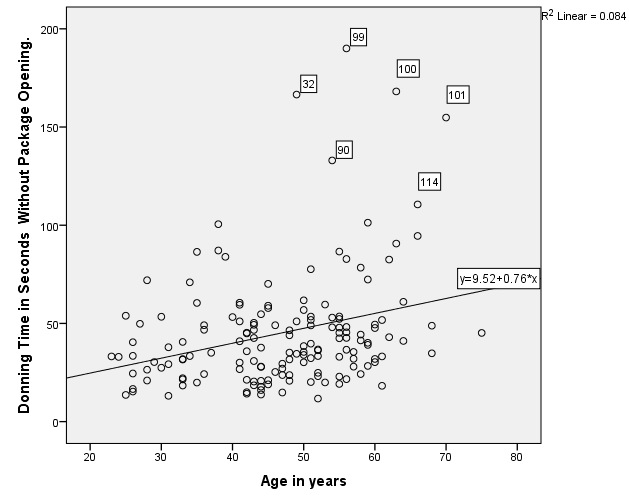 R² Linear = 0.084
200
150
100
50
0
Donning Time in Seconds Without Package Opening.
99
100
32
101
90
114
y=9.52+0.76*x
20 30 40 50 60 70 80
Age in years